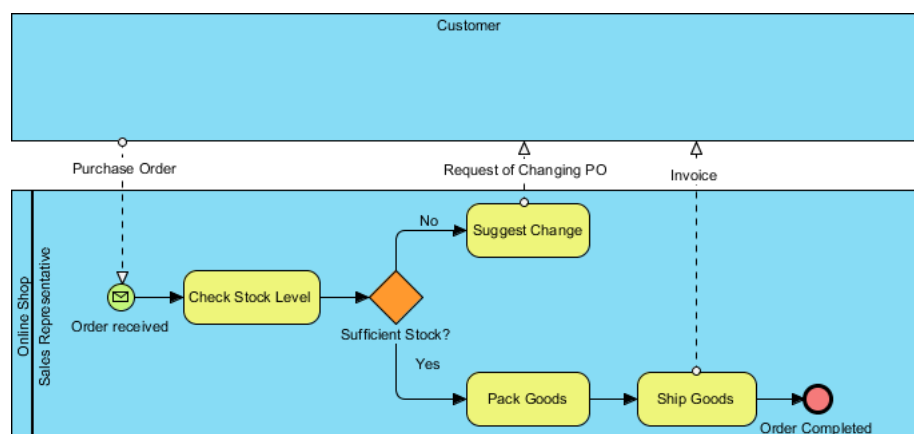 Customer
Purchase Order
Request of Changing PO
Invoice
Online Shop
Sales Representative
Order received
Check Stock Level
Sufficient Stock?
No
Suggest Change
Yes
Pack Goods
Ship Goods
Order Completed